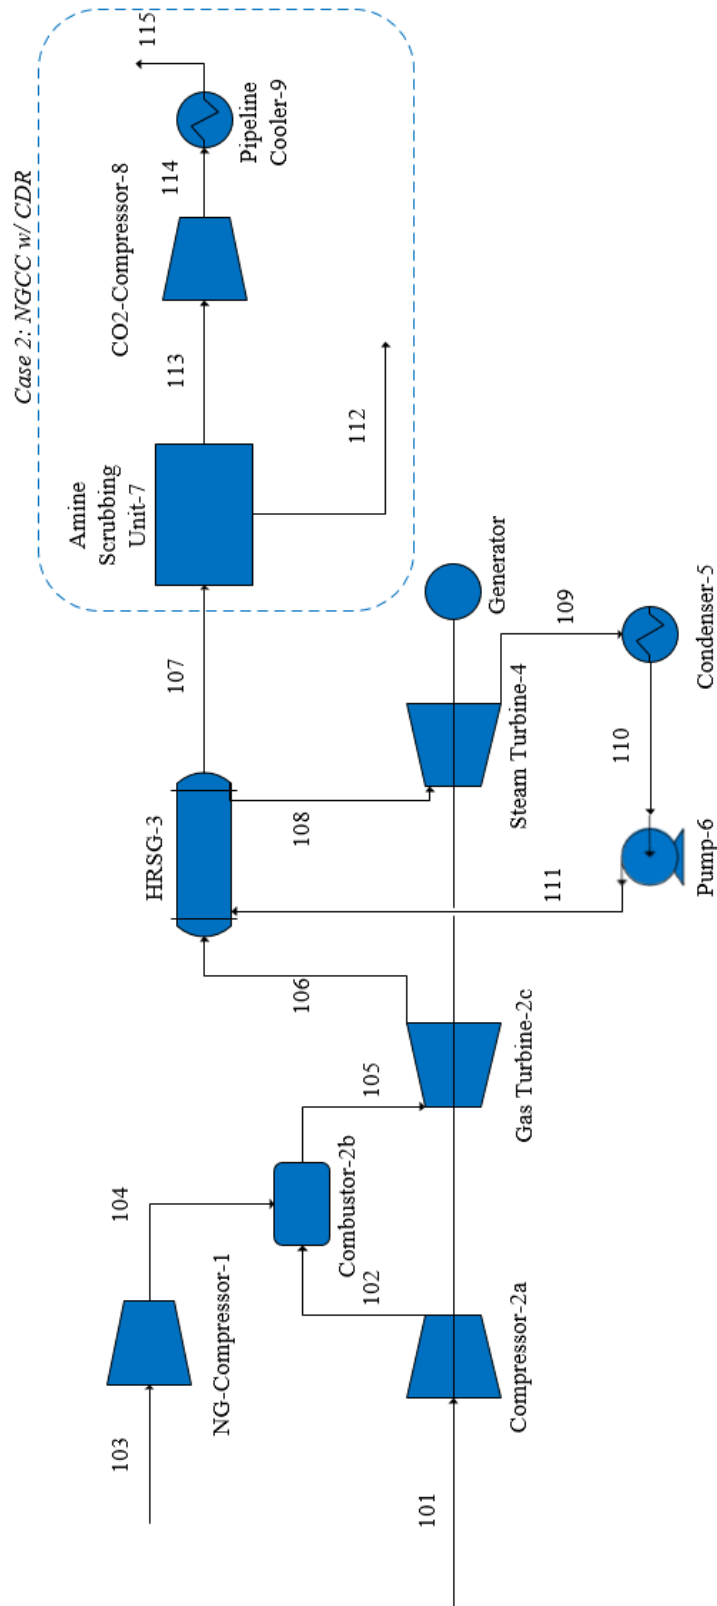 Case 2: NGCC w/ CDR
103
NG-Compressor-1
104
101
Compressor-2a
102
Combustor-2b
105
Gas Turbine-2c
106
HRSG-3
107
108
111
Steam Turbine-4
Generator
109
Condenser-5
110
Pump-6
Amine
Scrubbing
Unit-7
112
113
CO2-Compressor-8
114
Pipeline
Cooler-9
115